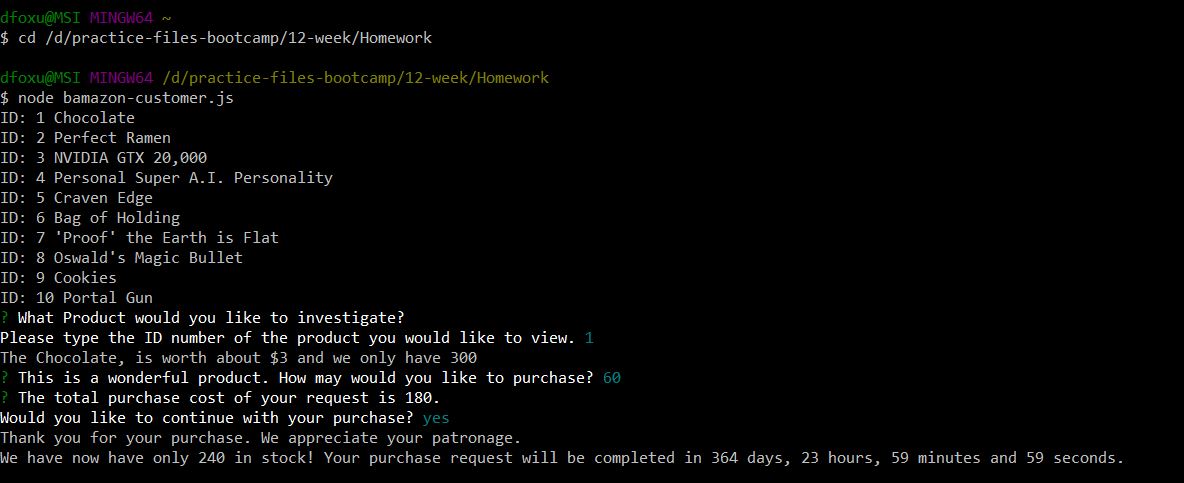 dfoxu@MSI MINGW64 ~
$ cd /d/practice-files-bootcamp/12-week/Homework
dfoxu@MSI MINGW64 /d/practice-files-bootcamp/12-week/Homework
$ node bamazon-customer.js
ID: 1 Chocolate
ID: 2 Perfect Ramen
ID: 3 NVIDIA GTX 20,000
ID: 4 Personal Super A.I. Personality
ID: 5 Craven Edge
ID: 6 Bag of Holding
ID: 7 'Proof' the Earth is Flat
ID: 8 Oswald's Magic Bullet
ID: 9 Cookies
ID: 10 Portal Gun
? What Product would you like to investigate?
Please type the ID number of the product you would like to view. 1
The Chocolate, is worth about $3 and we only have 300
? This is a wonderful product. How may would you like to purchase? 60
? The total purchase cost of your request is 180.
Would you like to continue with your purchase? yes
Thank you for your purchase. We appreciate your patronage.
We have now have only 240 in stock! Your purchase request will be completed in 364 days, 23 hours, 59 minutes and 59 seconds.